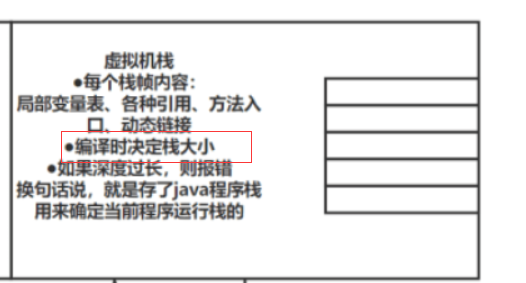 虚拟机栈
●每个栈帧内容：
局部变量表、各种引用、方法入
口、动态链接
●编译时决定栈大小
●如果深度过长，则报错
换句话说，就是存了java程序栈
用来确定当前程序运行栈的